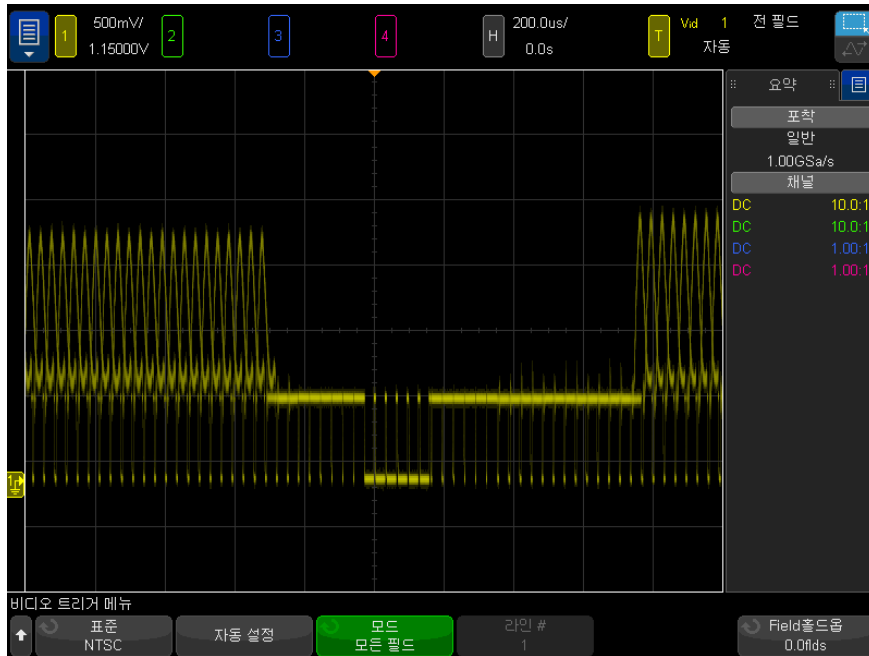 1 500mV/ 2 3 4 H 200.0us/ T Vid 1 전 필드
1.15000V 0.0s 자동
요약
포착
일반
1.00GSa/s
채널
DC 10.0:1
DC 10.0:1
DC 1.00:1
DC 1.00:1
비디오 트리거 메뉴
표준 자동 설정 모드 라인 # Field홀드옵
NTSC 모든 필드 1 0.0flds